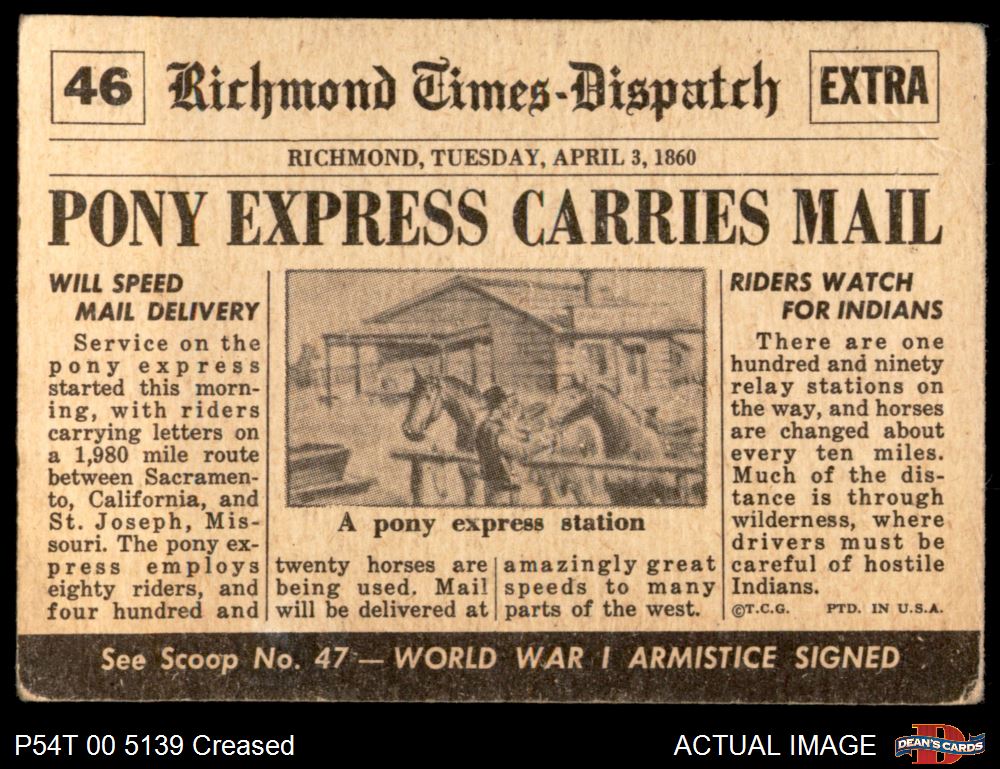 46
Richmond Times-Dispatch
EXTRA
RICHMOND, TUESDAY, APRIL 3, 1860
PONY EXPRESS CARRIES MAIL
WILL SPEED
MAIL DELIVERY
Service on the
pony express
started this morn-
ing, with riders
carrying letters on
a 1,980 mile route
between Sacramen-
to, California, and
St. Joseph, Mis-
souri. The pony ex-
press employs
eighty riders, and
four hundred and
A pony express station
twenty horses are
being used. Mail
will be delivered at
amazingly great
speeds to many
parts of the west.
RIDERS WATCH
FOR INDIANS
There are one
hundred and ninety
relay stations on
the way, and horses
are changed about
every ten miles.
Much of the dis-
tance is through
wilderness, where
drivers must be
careful of hostile
Indians.
©T.C.G. PTD. IN U.S.A.
See Scoop No. 47 — WORLD WAR I ARMISTICE SIGNED
P54T 00 5139 Creased
ACTUAL IMAGE
D
DEAN'S CARDS